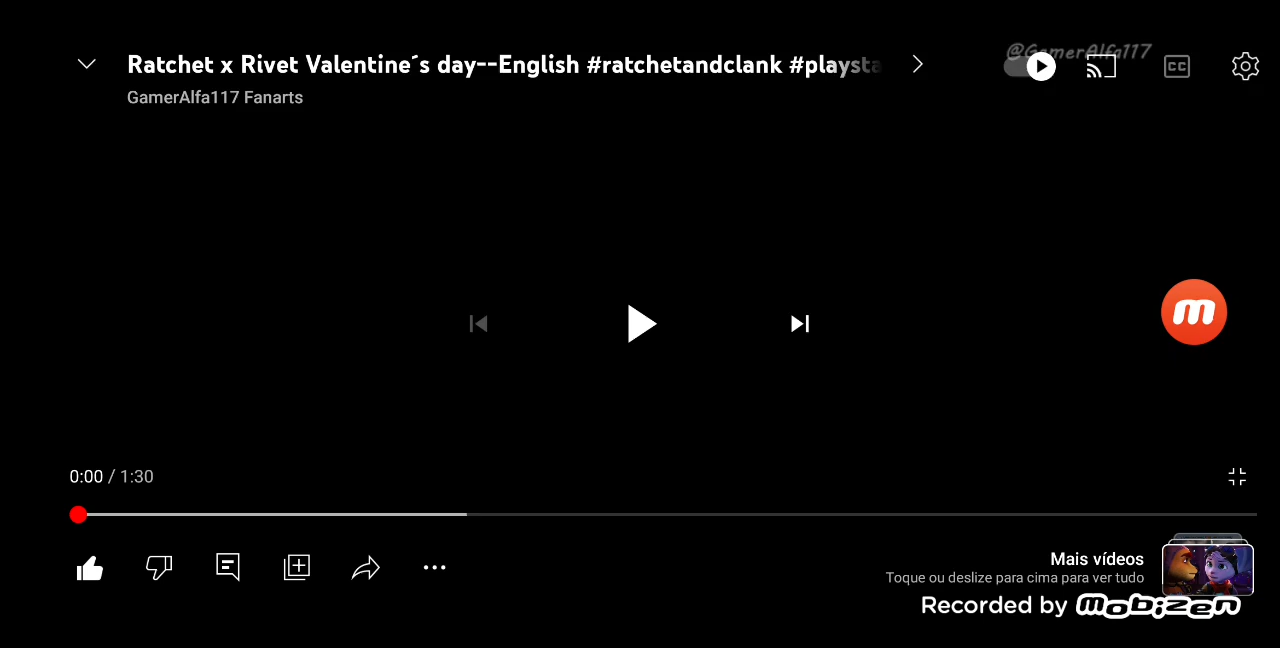 Ratchet x Rivet Valentine´s day--English #ratchetandclank #playsta
@GamerAlfa117
GamerAlfa117 Fanarts
CC
m
0:00 / 1:30
Mais vídeos
Toque ou deslize para cima para ver tudo
Recorded by mobizen